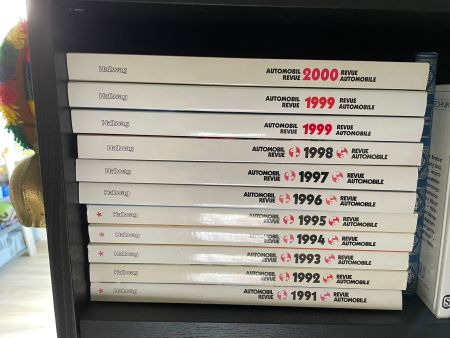 Hallwag AUTOMOBIL REVUE 2000 REVUE AUTOMOBILE
Hallwag AUTOMOBIL REVUE 1999 REVUE AUTOMOBILE
Hallwag AUTOMOBIL REVUE 1999 REVUE AUTOMOBILE
Hallwag AUTOMOBIL REVUE 1998 REVUE AUTOMOBILE
Hallwag AUTOMOBIL REVUE 1997 REVUE AUTOMOBILE
Hallwag AUTOMOBIL REVUE 1996 REVUE AUTOMOBILE
* Hallwag AUTOMOBIL REVUE 1995 REVUE AUTOMOBILE
* Hallwag AUTOMOBIL REVUE 1994 REVUE AUTOMOBILE
* Hallwag AUTOMOBIL REVUE 1993 REVUE AUTOMOBILE
Hallwag AUTOMOBIL REVUE 1992 REVUE AUTOMOBILE
* Hallwag AUTOMOBIL REVUE 1991 REVUE AUTOMOBILE